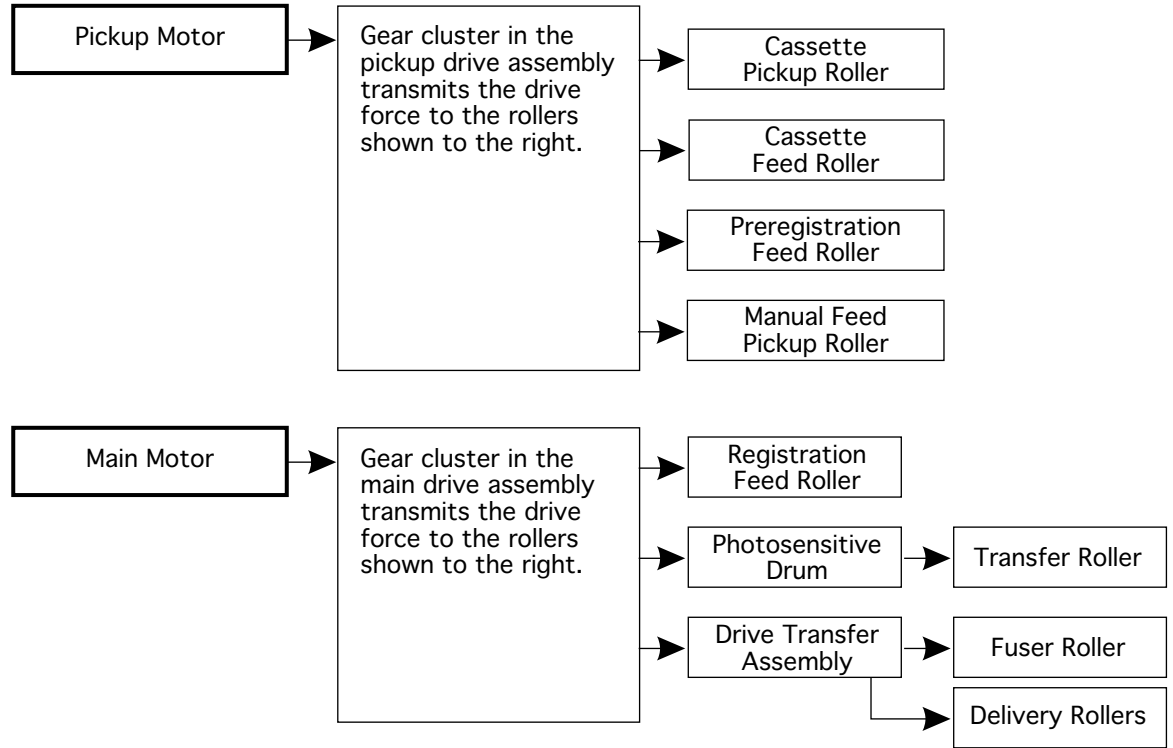 Pickup Motor
Gear cluster in the
pickup drive assembly
transmits the drive
force to the rollers
shown to the right.
Cassette
Pickup Roller
Cassette
Feed Roller
Preregistration
Feed Roller
Manual Feed
Pickup Roller
Main Motor
Gear cluster in the
main drive assembly
transmits the drive
force to the rollers
shown to the right.
Registration
Feed Roller
Photosensitive
Drum
Transfer Roller
Drive Transfer
Assembly
Fuser Roller
Delivery Rollers